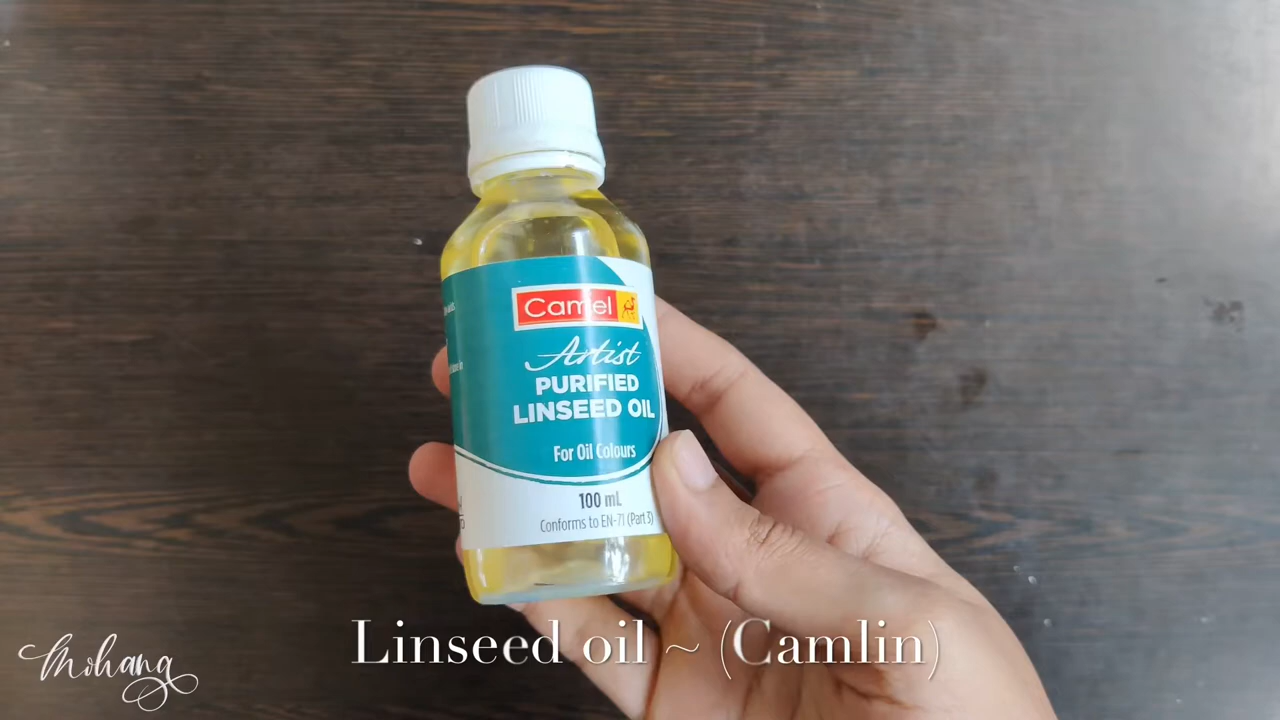 Camel
Artist
PURIFIED
LINSEED OIL
For Oil Colours
100 mL
Conforms to EN-71 (Part 3)
Linseed oil ~ (Camlin)
Mohana